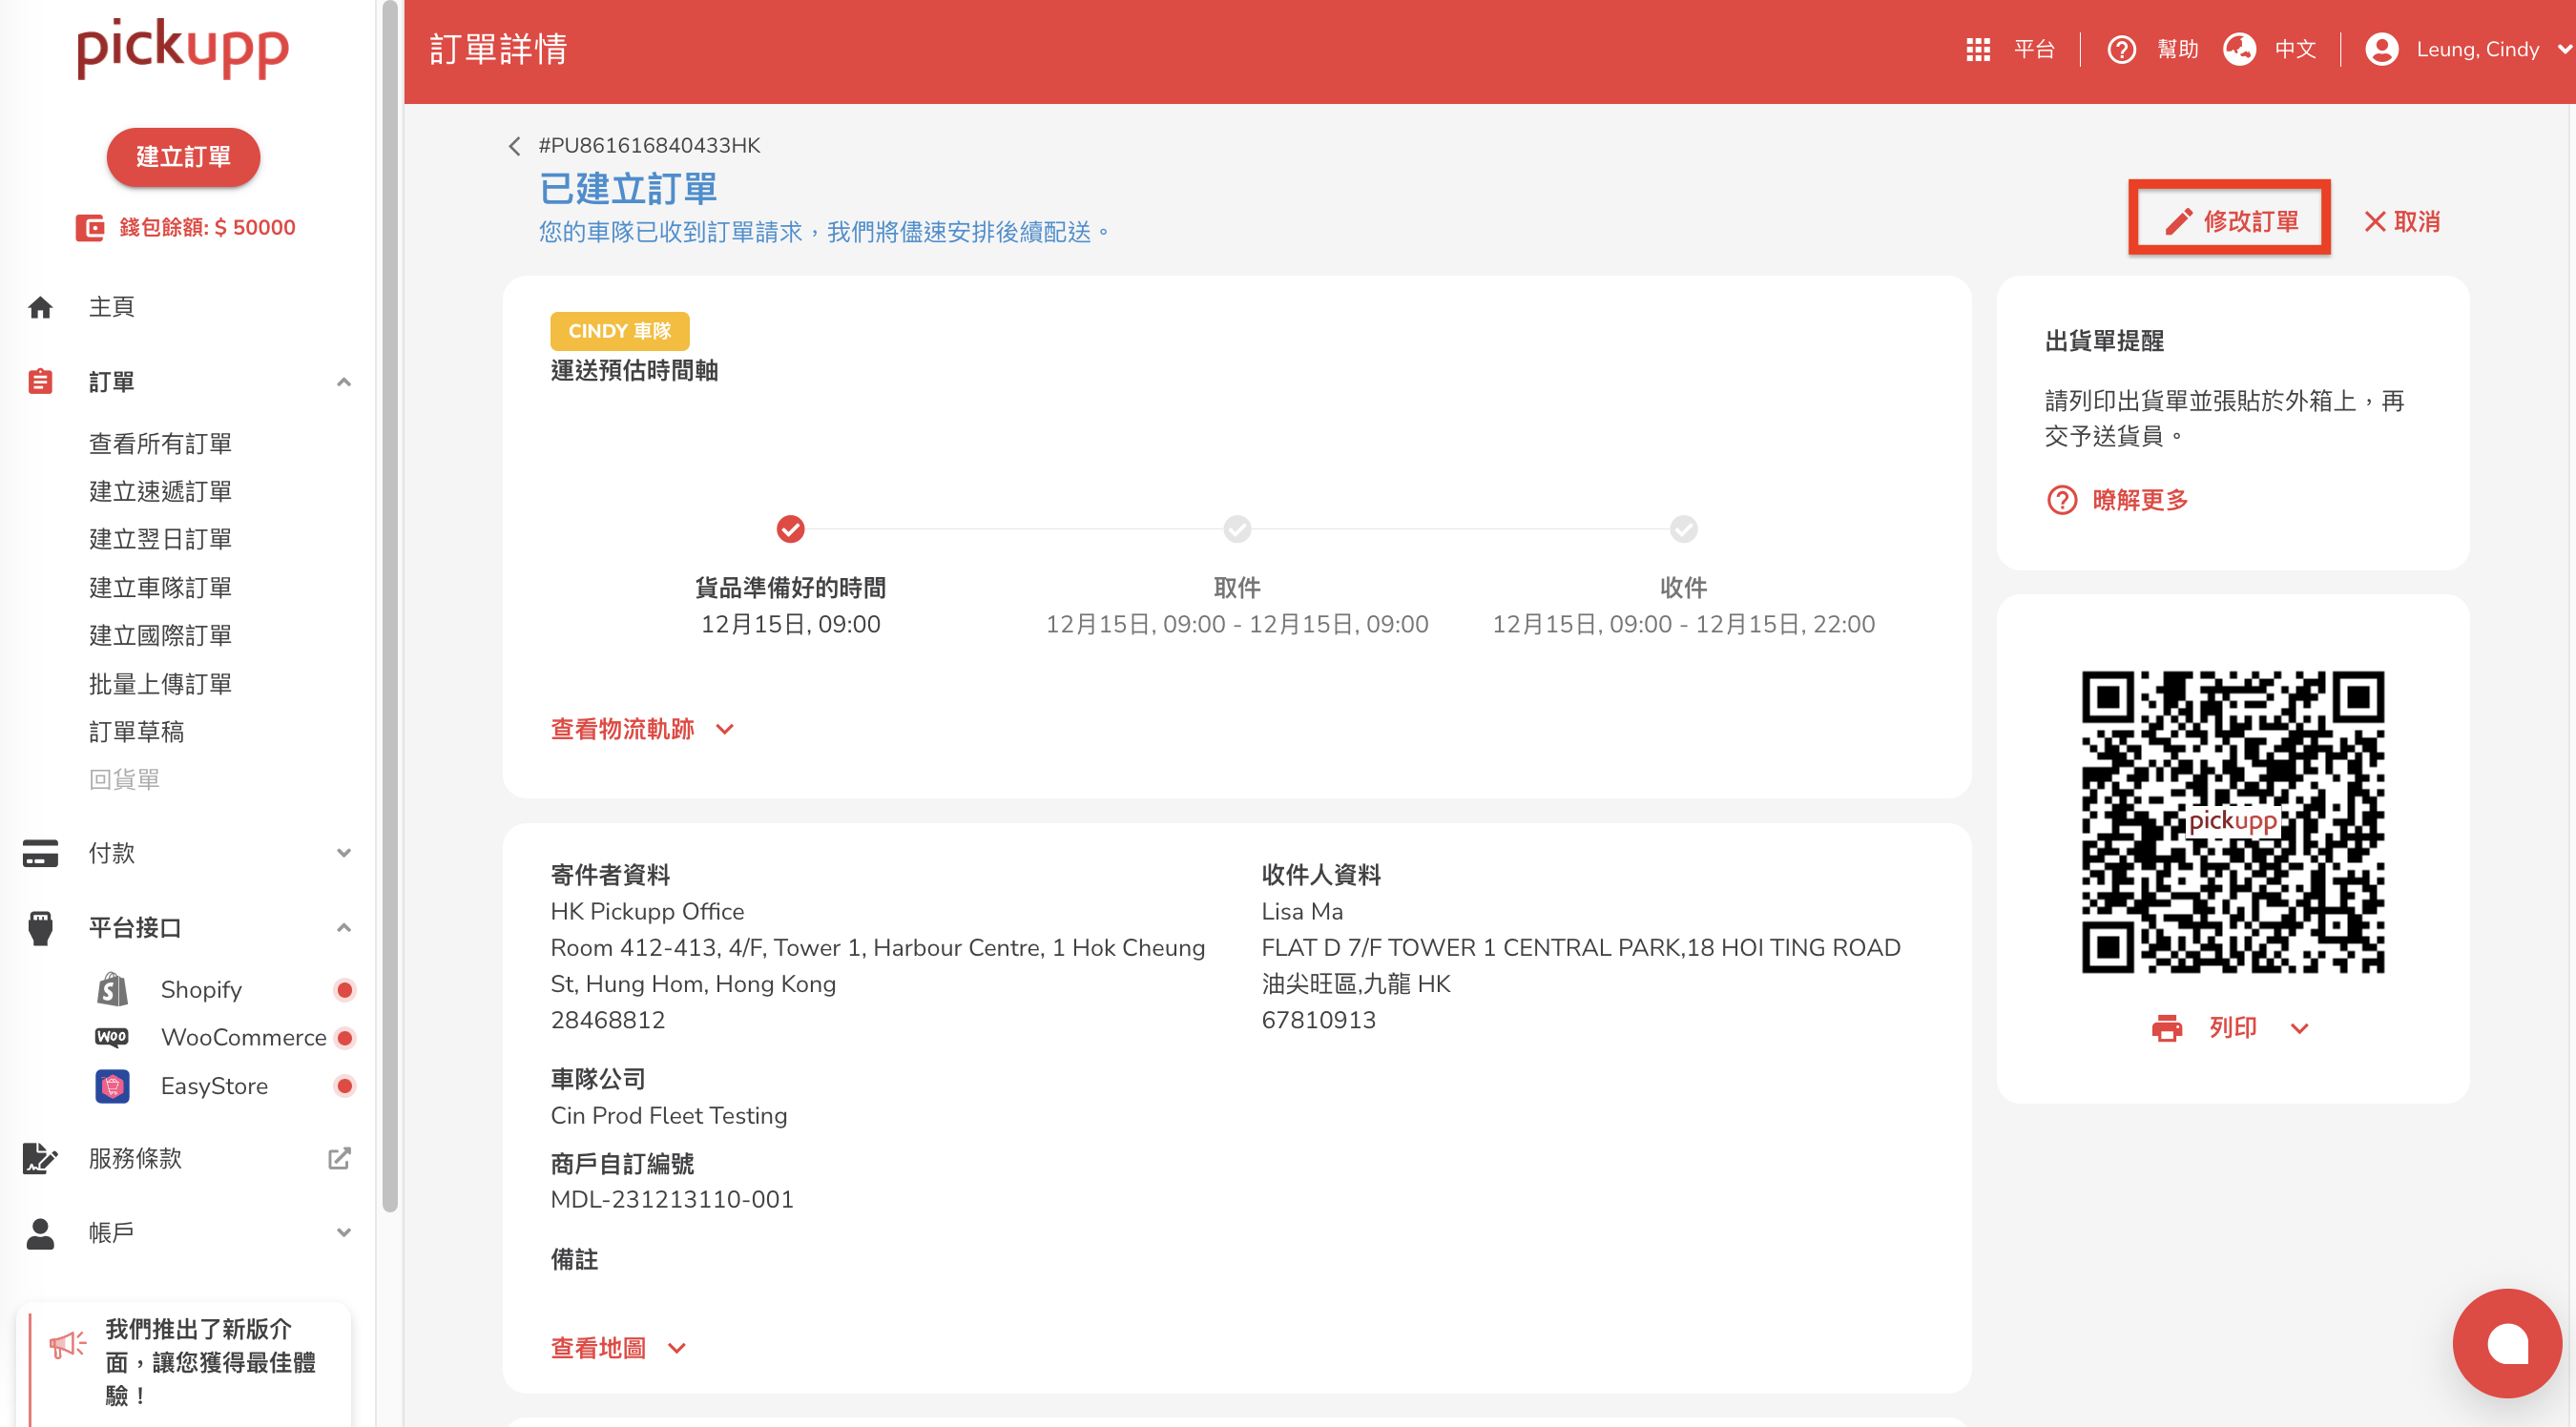 pickupp
建立訂單
錢包餘額: $ 50000
主頁
訂單
查看所有訂單
建立速遞訂單
建立翌日訂單
建立車隊訂單
建立國際訂單
批量上傳訂單
訂單草稿
回貨單
付款
平台接口
Shopify
WOO WooCommerce
EasyStore
服務條款
帳戶
我們推出了新版介
面，讓您獲得最佳體
驗！
訂單詳情
平台
幫助
中文
Leung, Cindy
#PU861616840433HK
已建立訂單
您的車隊已收到訂單請求，我們將儘速安排後續配送。
修改訂單
取消
CINDY 車隊
運送預估時間軸
貨品準備好的時間
12月15日, 09:00
取件
12月15日, 09:00 - 12月15日, 09:00
收件
12月15日, 09:00 - 12月15日, 22:00
查看物流軌跡
寄件者資料
HK Pickupp Office
Room 412-413, 4/F, Tower 1, Harbour Centre, 1 Hok Cheung
St, Hung Hom, Hong Kong
28468812
收件人資料
Lisa Ma
FLAT D 7/F TOWER 1 CENTRAL PARK,18 HOI TING ROAD
油尖旺區,九龍 HK
67810913
車隊公司
Cin Prod Fleet Testing
商戶自訂編號
MDL-231213110-001
備註
查看地圖
出貨單提醒
請列印出貨單並張貼於外箱上，再
交予送貨員。
瞭解更多
pickupp
列印